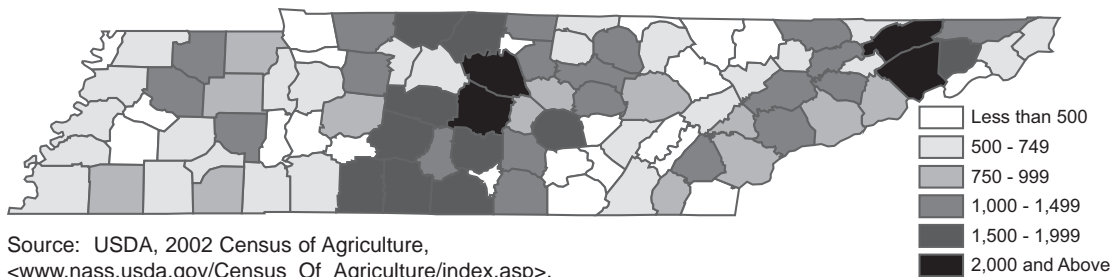 Less than 500
500 - 749
750 - 999
1,000 - 1,499
1,500 - 1,999
2,000 and Above
Source: USDA, 2002 Census of Agriculture,
<www.nass.usda.gov/Census_Of_Agriculture/index.asp>.